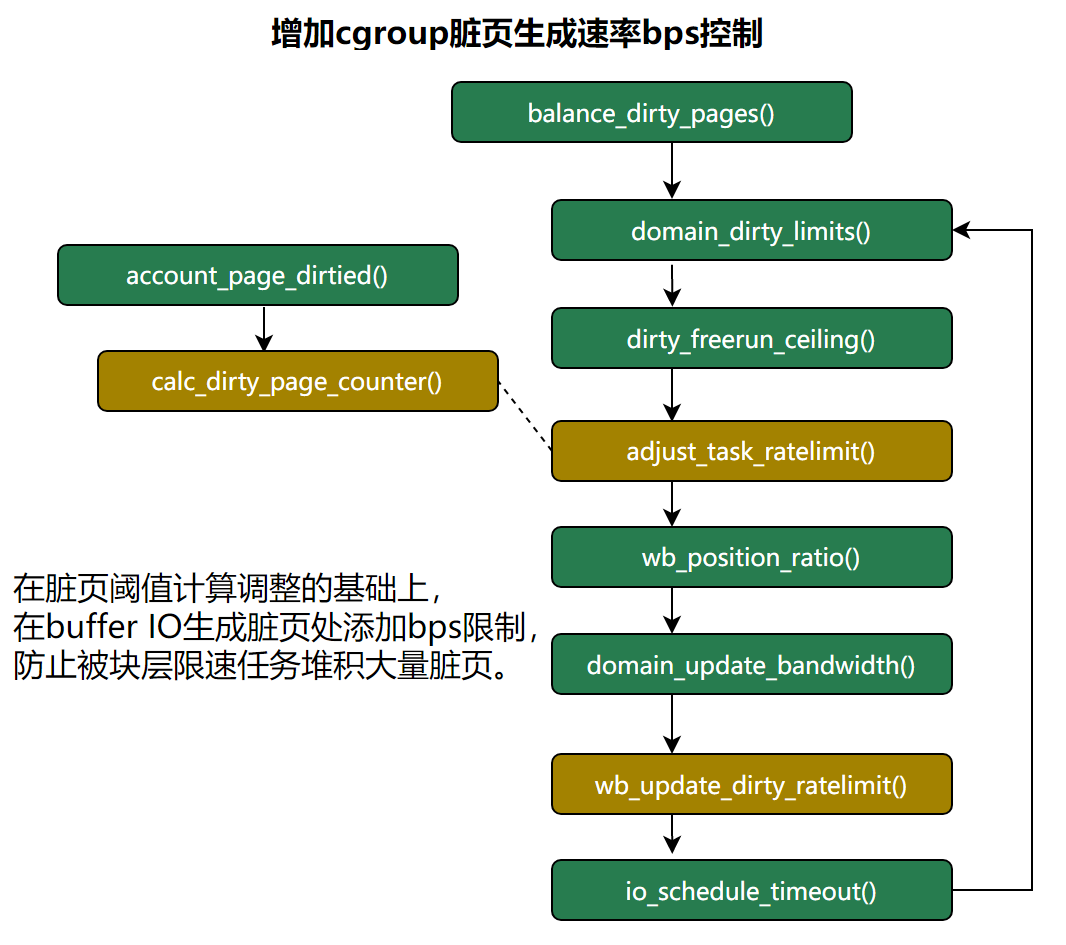 增加cgroup脏页生成速率bps控制
balance_dirty_pages()
domain_dirty_limits()
account_page_dirtied()
dirty_freerun_ceiling()
calc_dirty_page_counter()
adjust_task_ratelimit()
wb_position_ratio()
在脏页阈值计算调整的基础上，
在buffer IO生成脏页处添加bps限制，
防止被块层限速任务堆积大量脏页。
domain_update_bandwidth()
wb_update_dirty_ratelimit()
io_schedule_timeout()